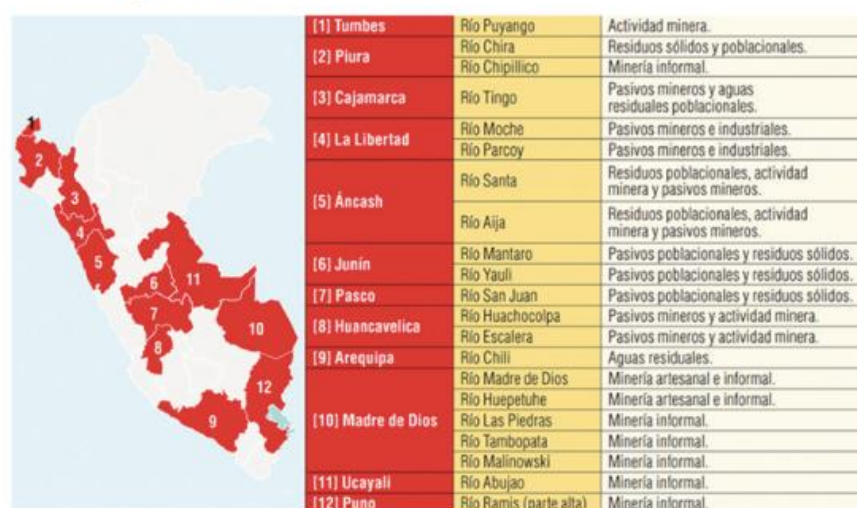 1
2
3
4
5
6
11
7
10
8
12
9
[1] Tumbes Río Puyango Actividad minera.
[2] Piura Río Chira Residuos sólidos y poblacionales.
Río Chipillico Minería informal.
[3] Cajamarca Río Tingo Pasivos mineros y aguas
residuales poblacionales.
[4] La Libertad Río Moche Pasivos mineros e industriales.
Río Parcoy Pasivos mineros e industriales.
[5] Áncash Río Santa Residuos poblacionales, actividad
minera y pasivos mineros.
Río Aija Residuos poblacionales, actividad
minera y pasivos mineros.
[6] Junín Río Mantaro Pasivos poblacionales y residuos sólidos.
Río Yauli Pasivos poblacionales y residuos sólidos.
[7] Pasco Río San Juan Pasivos poblacionales y residuos sólidos.
[8] Huancavelica Río Huachocolpa Pasivos mineros y actividad minera.
Río Escalera Pasivos mineros y actividad minera.
[9] Arequipa Río Chili Aguas residuales.
[10] Madre de Dios Río Madre de Dios Minería artesanal e informal.
Río Huepetuhe Minería artesanal e informal.
Río Las Piedras Minería informal.
Río Tambopata Minería informal.
Río Malinowski Minería informal.
[11] Ucayali Río Abujao Minería informal.
[12] Puno Río Ramis (parte alta) Minería informal.